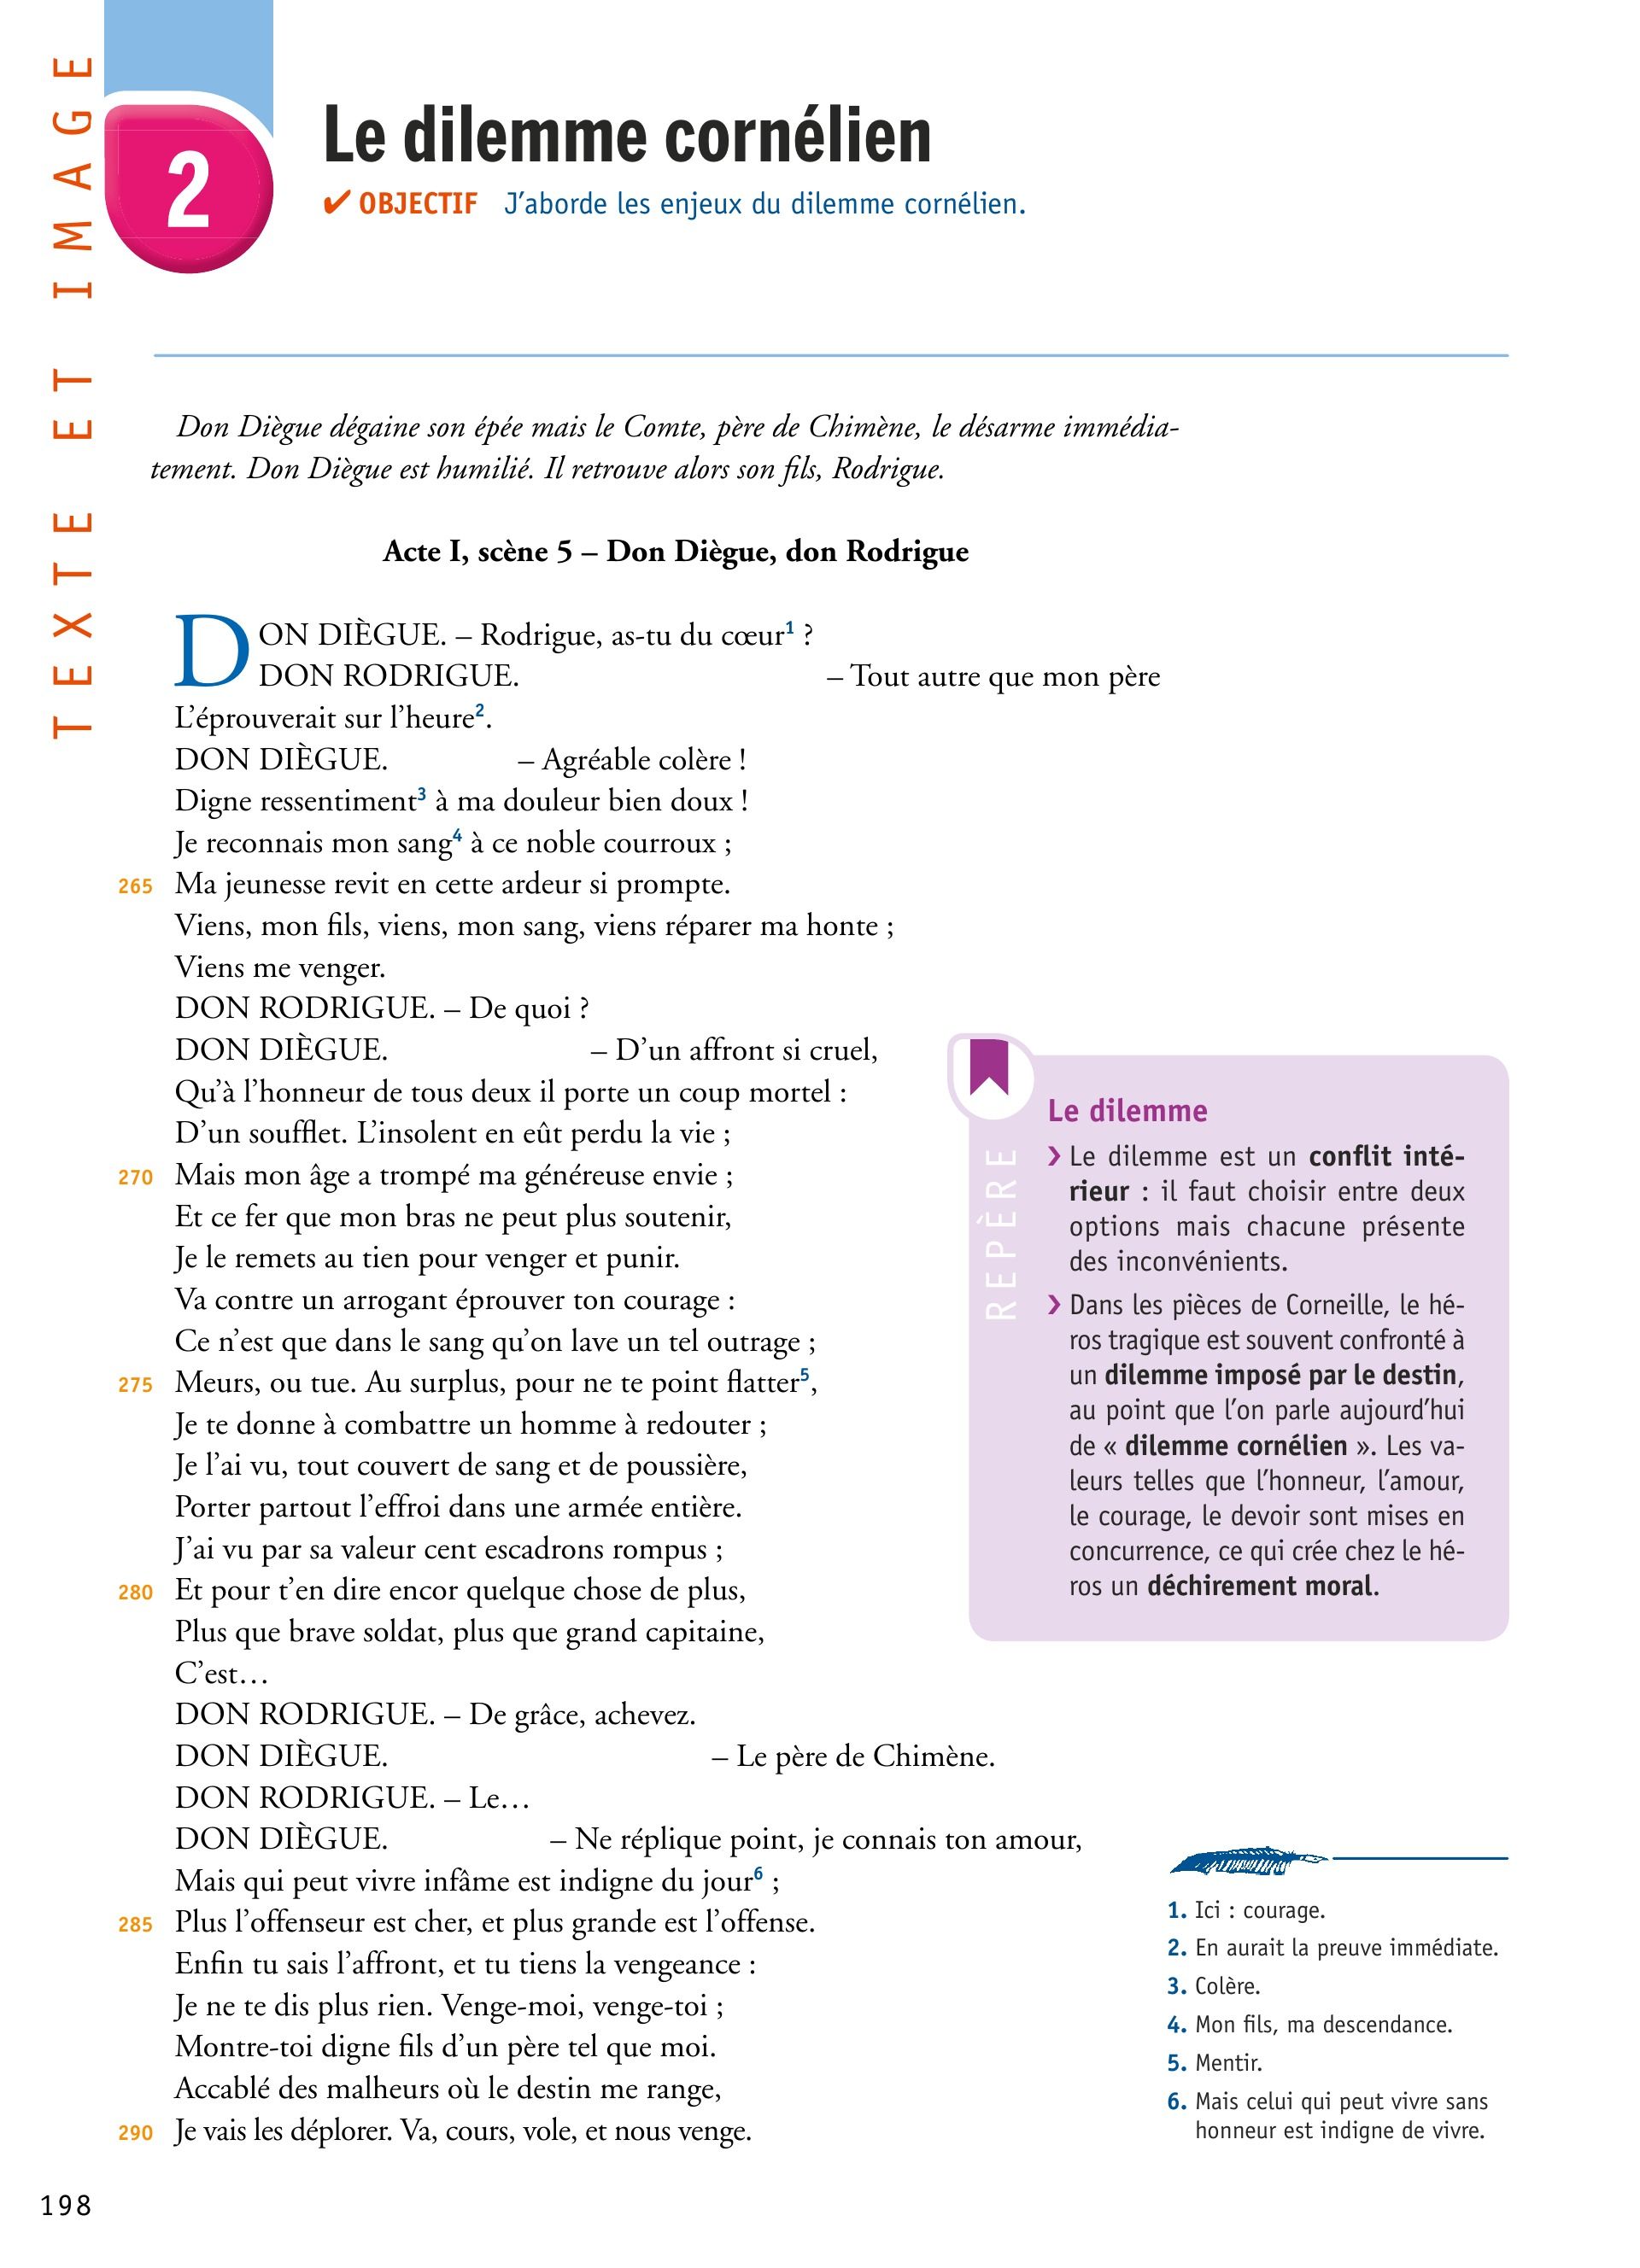 TEXTE ET IMAGE
2
Le dilemme cornélien
✔ OBJECTIF J’aborde les enjeux du dilemme cornélien.
Don Diègue dégaine son épée mais le Comte, père de Chimène, le désarme immédia-
tement. Don Diègue est humilié. Il retrouve alors son fils, Rodrigue.
Acte I, scène 5 – Don Diègue, don Rodrigue
DON DIÈGUE. – Rodrigue, as-tu du cœur1 ?
DON RODRIGUE. – Tout autre que mon père
L’éprouverait sur l’heure2.
DON DIÈGUE. – Agréable colère !
Digne ressentiment3 à ma douleur bien doux !
Je reconnais mon sang4 à ce noble courroux ;
265 Ma jeunesse revit en cette ardeur si prompte.
Viens, mon fils, viens, mon sang, viens réparer ma honte ;
Viens me venger.
DON RODRIGUE. – De quoi ?
DON DIÈGUE. – D’un affront si cruel,
Qu’à l’honneur de tous deux il porte un coup mortel :
D’un soufflet. L’insolent en eût perdu la vie ;
270 Mais mon âge a trompé ma généreuse envie ;
Et ce fer que mon bras ne peut plus soutenir,
Je le remets au tien pour venger et punir.
Va contre un arrogant éprouver ton courage :
Ce n’est que dans le sang qu’on lave un tel outrage ;
275 Meurs, ou tue. Au surplus, pour ne te point flatter5,
Je te donne à combattre un homme à redouter ;
Je l’ai vu, tout couvert de sang et de poussière,
Porter partout l’effroi dans une armée entière.
J’ai vu par sa valeur cent escadrons rompus ;
280 Et pour t’en dire encor quelque chose de plus,
Plus que brave soldat, plus que grand capitaine,
C’est…
DON RODRIGUE. – De grâce, achevez.
DON DIÈGUE. – Le père de Chimène.
DON RODRIGUE. – Le…
DON DIÈGUE. – Ne réplique point, je connais ton amour,
Mais qui peut vivre infâme est indigne du jour6 ;
285 Plus l’offenseur est cher, et plus grande est l’offense.
Enfin tu sais l’affront, et tu tiens la vengeance :
Je ne te dis plus rien. Venge-moi, venge-toi ;
Montre-toi digne fils d’un père tel que moi.
Accablé des malheurs où le destin me range,
290 Je vais les déplorer. Va, cours, vole, et nous venge.
REPÈRE
Le dilemme
› Le dilemme est un conflit inté-
rieur : il faut choisir entre deux
options mais chacune présente
des inconvénients.
› Dans les pièces de Corneille, le hé-
ros tragique est souvent confronté à
un dilemme imposé par le destin,
au point que l’on parle aujourd’hui
de « dilemme cornélien ». Les va-
leurs telles que l’honneur, l’amour,
le courage, le devoir sont mises en
concurrence, ce qui crée chez le hé-
ros un déchirement moral.
1. Ici : courage.
2. En aurait la preuve immédiate.
3. Colère.
4. Mon fils, ma descendance.
5. Mentir.
6. Mais celui qui peut vivre sans
honneur est indigne de vivre.
198